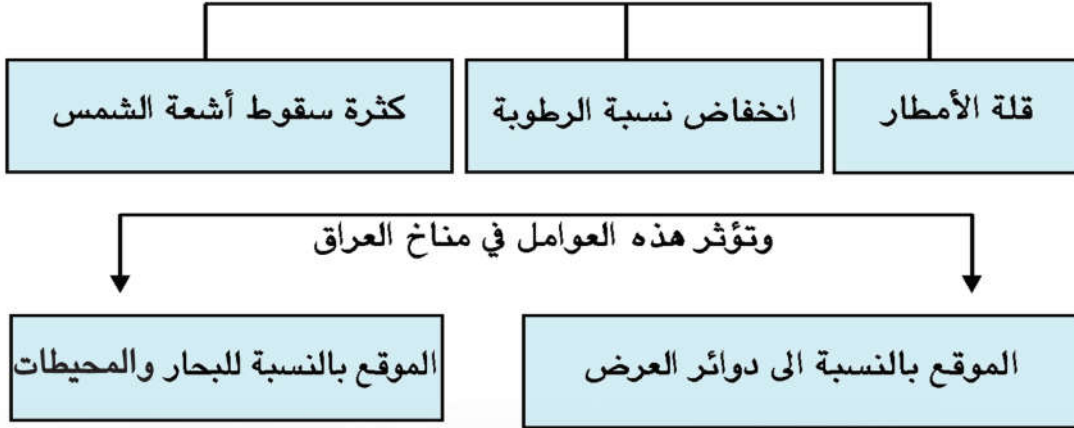 قلة الأمطار
انخفاض نسبة الرطوبة
كثرة سقوط أشعة الشمس
وتؤثر هذه العوامل في مناخ العراق
الموقع بالنسبة الى دوائر العرض
الموقع بالنسبة للبحار والمحيطات